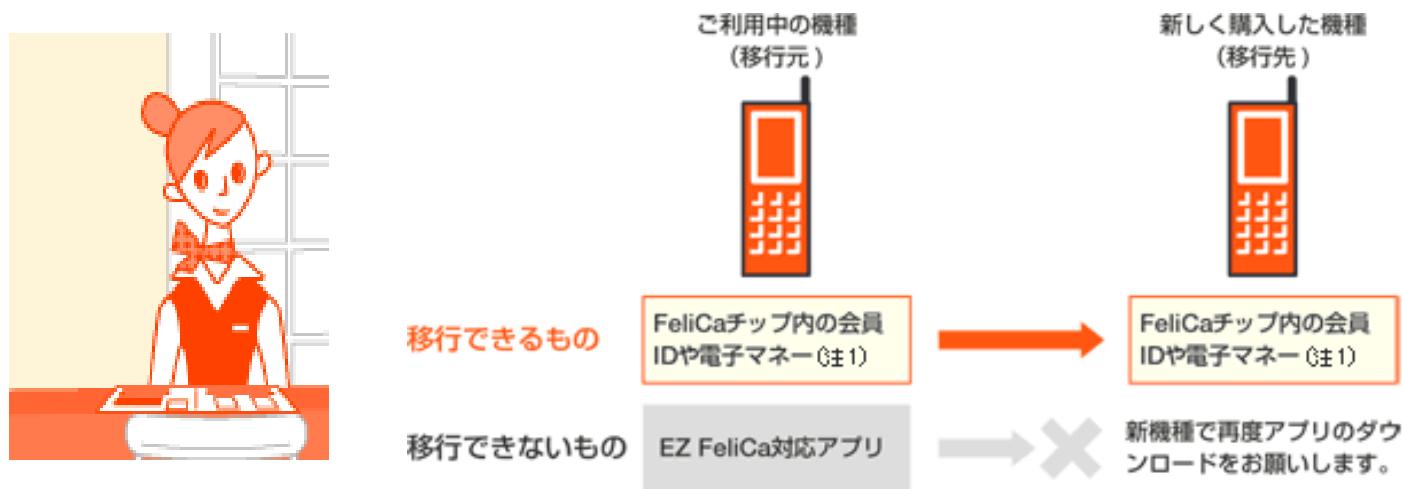 ご利用中の機種
（移行元）
新しく購入した機種
（移行先）
移行できるもの
FeliCaチップ内の会員
IDや電子マネー（注1）
FeliCaチップ内の会員
IDや電子マネー（注1）
移行できないもの
EZ FeliCa対応アプリ
新機種で再度アプリのダウ
ンロードをお願いします。